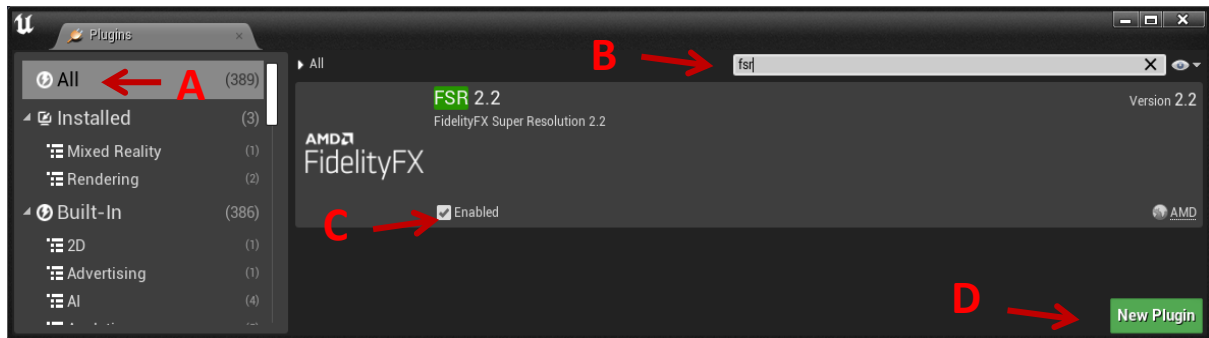 Plugins
All (389)
A
Installed (3)
Mixed Reality (1)
Rendering (2)
Built-In (386)
2D (1)
Advertising (1)
AI (4)
All
B
fsr
FSR 2.2
Version 2.2
FidelityFX Super Resolution 2.2
AMD
FidelityFX
C
Enabled
AMD
D
New Plugin